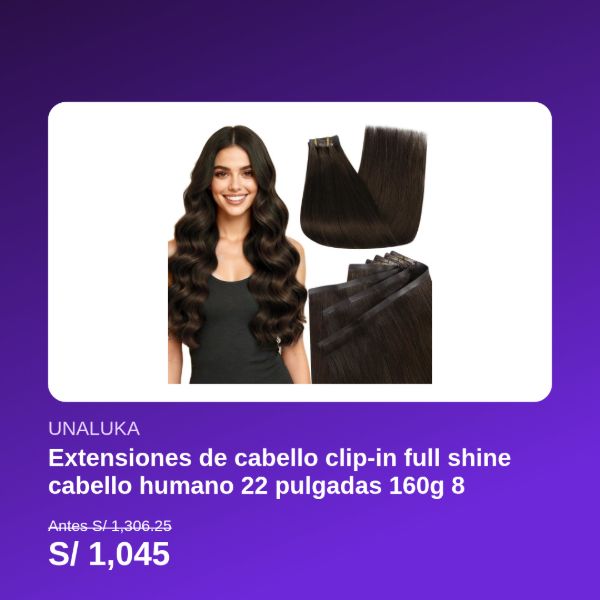 UNALUKA
Extensiones de cabello clip-in full shine
cabello humano 22 pulgadas 160g 8
Antes S/ 1,306.25
S/ 1,045